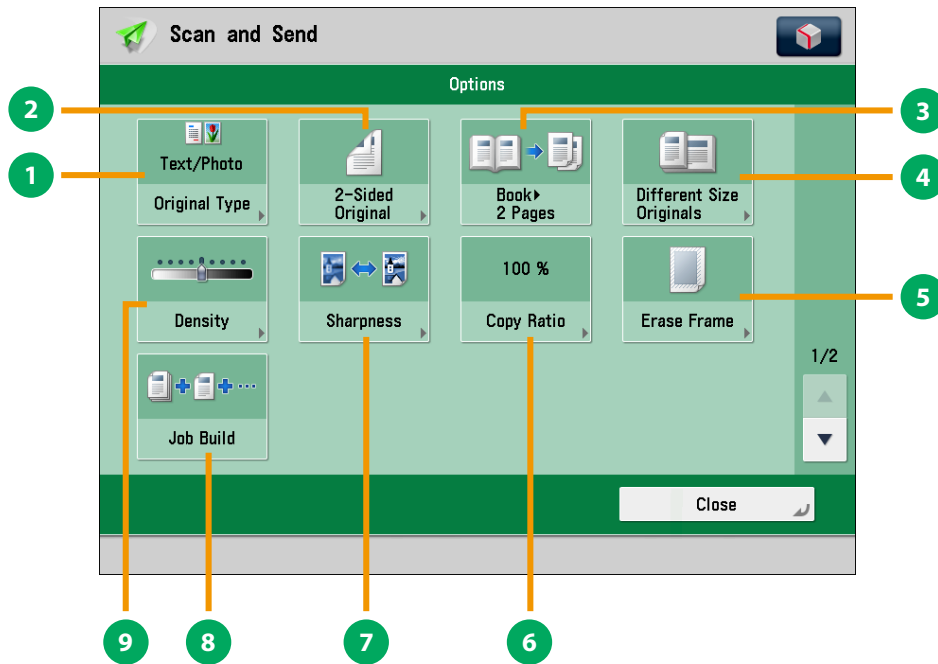 Scan and Send
Options
2
3
1
Text/Photo
Original Type
2-Sided
Original
Book▸
2 Pages
Different Size
Originals
4
Density
Sharpness
100 %
Copy Ratio
Erase Frame
5
1/2
Job Build
Close
9
8
7
6